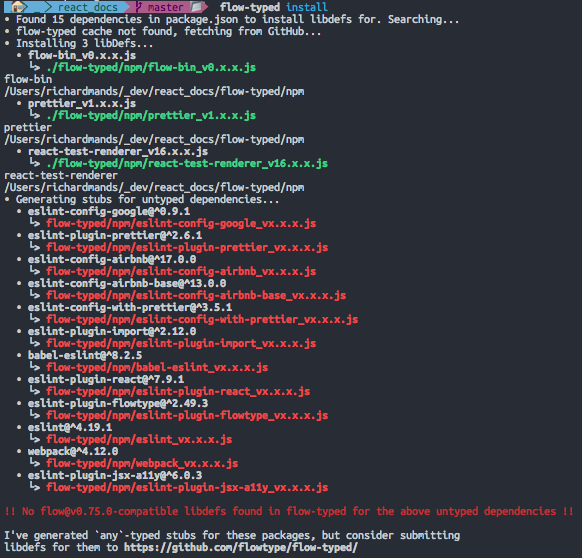 react_docs master flow-typed install
• Found 15 dependencies in package.json to install libdefs for. Searching...
• flow-typed cache not found, fetching from GitHub...
• Installing 3 libDefs...
• flow-bin_v0.x.x.js
└> ./flow-typed/npm/flow-bin_v0.x.x.js
flow-bin
/Users/richardmands/_dev/react_docs/flow-typed/npm
• prettier_v1.x.x.js
└> ./flow-typed/npm/prettier_v1.x.x.js
prettier
/Users/richardmands/_dev/react_docs/flow-typed/npm
• react-test-renderer_v16.x.x.js
└> ./flow-typed/npm/react-test-renderer_v16.x.x.js
react-test-renderer
/Users/richardmands/_dev/react_docs/flow-typed/npm
• Generating stubs for untyped dependencies...
• eslint-config-google@^0.9.1
└> flow-typed/npm/eslint-config-google_vx.x.x.js
• eslint-plugin-prettier@^2.6.1
└> flow-typed/npm/eslint-plugin-prettier_vx.x.x.js
• eslint-config-airbnb@^17.0.0
└> flow-typed/npm/eslint-config-airbnb_vx.x.x.js
• eslint-config-airbnb-base@^13.0.0
└> flow-typed/npm/eslint-config-airbnb-base_vx.x.x.js
• eslint-config-with-prettier@^3.5.1
└> flow-typed/npm/eslint-config-with-prettier_vx.x.x.js
• eslint-plugin-import@^2.12.0
└> flow-typed/npm/eslint-plugin-import_vx.x.x.js
• babel-eslint@^8.2.5
└> flow-typed/npm/babel-eslint_vx.x.x.js
• eslint-plugin-react@^7.9.1
└> flow-typed/npm/eslint-plugin-react_vx.x.x.js
• eslint-plugin-flowtype@^2.49.3
└> flow-typed/npm/eslint-plugin-flowtype_vx.x.x.js
• eslint@^4.19.1
└> flow-typed/npm/eslint_vx.x.x.js
• webpack@^4.12.0
└> flow-typed/npm/webpack_vx.x.x.js
• eslint-plugin-jsx-a11y@^6.0.3
└> flow-typed/npm/eslint-plugin-jsx-a11y_vx.x.x.js
!! No flow@v0.75.0-compatible libdefs found in flow-typed for the above untyped dependencies !!
I've generated `any`-typed stubs for these packages, but consider submitting
libdefs for them to https://github.com/flowtype/flow-typed/